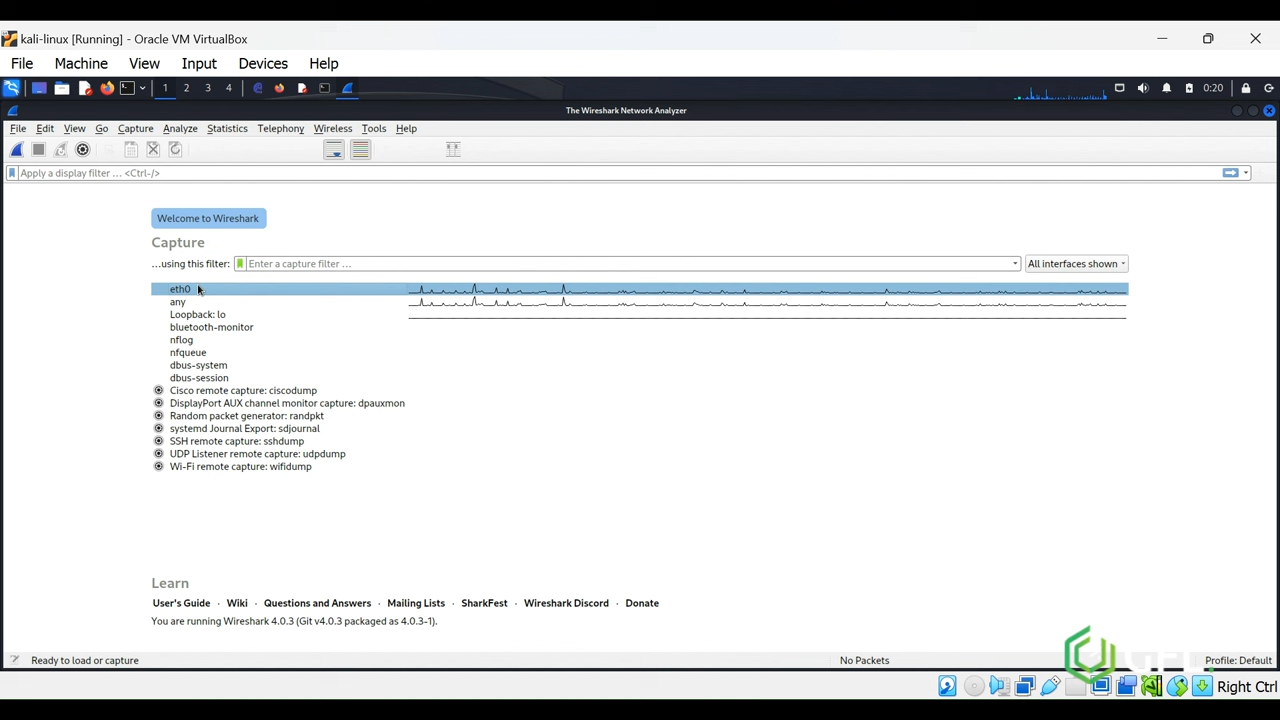 kali-linux [Running] - Oracle VM VirtualBox
File Machine View Input Devices Help
1 2 3 4 0:20
The Wireshark Network Analyzer
File Edit View Go Capture Analyze Statistics Telephony Wireless Tools Help
Apply a display filter ... <Ctrl-/>
Welcome to Wireshark
Capture
...using this filter: Enter a capture filter ... All interfaces shown
eth0
any
Loopback: lo
bluetooth-monitor
nflog
nfqueue
dbus-system
dbus-session
Cisco remote capture: ciscodump
DisplayPort AUX channel monitor capture: dpauxmon
Random packet generator: randpkt
systemd Journal Export: sdjournal
SSH remote capture: sshdump
UDP Listener remote capture: udpdump
Wi-Fi remote capture: wifidump
Learn
User's Guide · Wiki · Questions and Answers · Mailing Lists · SharkFest · Wireshark Discord · Donate
You are running Wireshark 4.0.3 (Git v4.0.3 packaged as 4.0.3-1).
Ready to load or capture No Packets Profile: Default
Right Ctrl